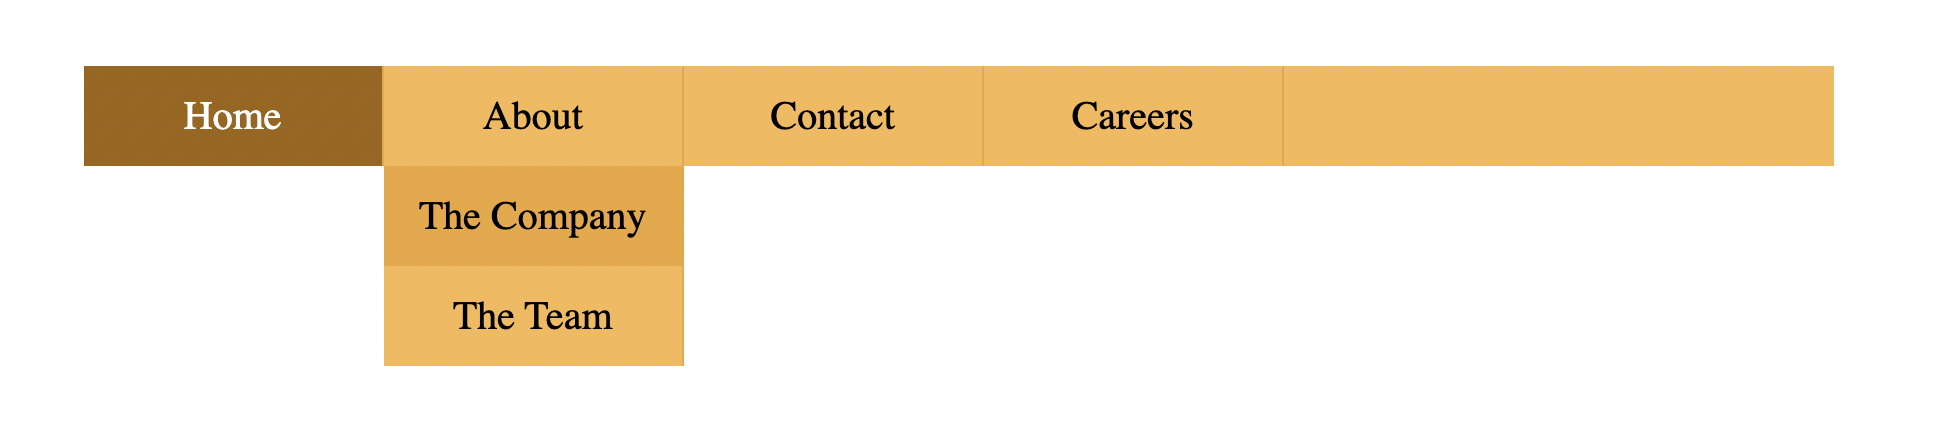 Home About Contact Careers
The Company
The Team